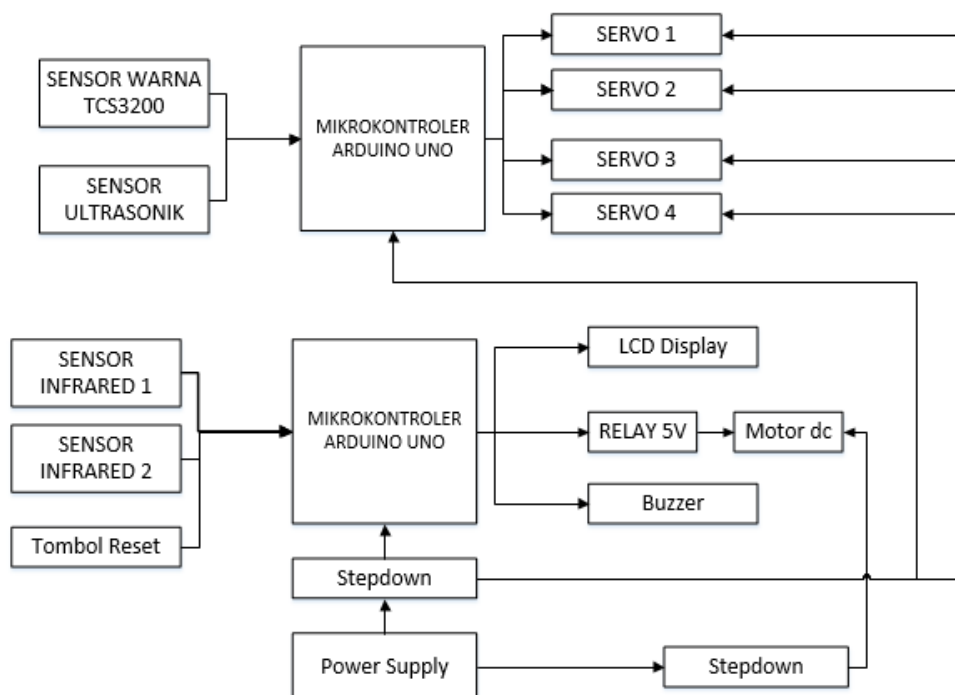 SENSOR WARNA
TCS3200
SENSOR
ULTRASONIK
MIKROKONTROLER
ARDUINO UNO
SERVO 1
SERVO 2
SERVO 3
SERVO 4
SENSOR
INFRARED 1
SENSOR
INFRARED 2
Tombol Reset
MIKROKONTROLER
ARDUINO UNO
LCD Display
RELAY 5V
Motor dc
Buzzer
Stepdown
Power Supply
Stepdown